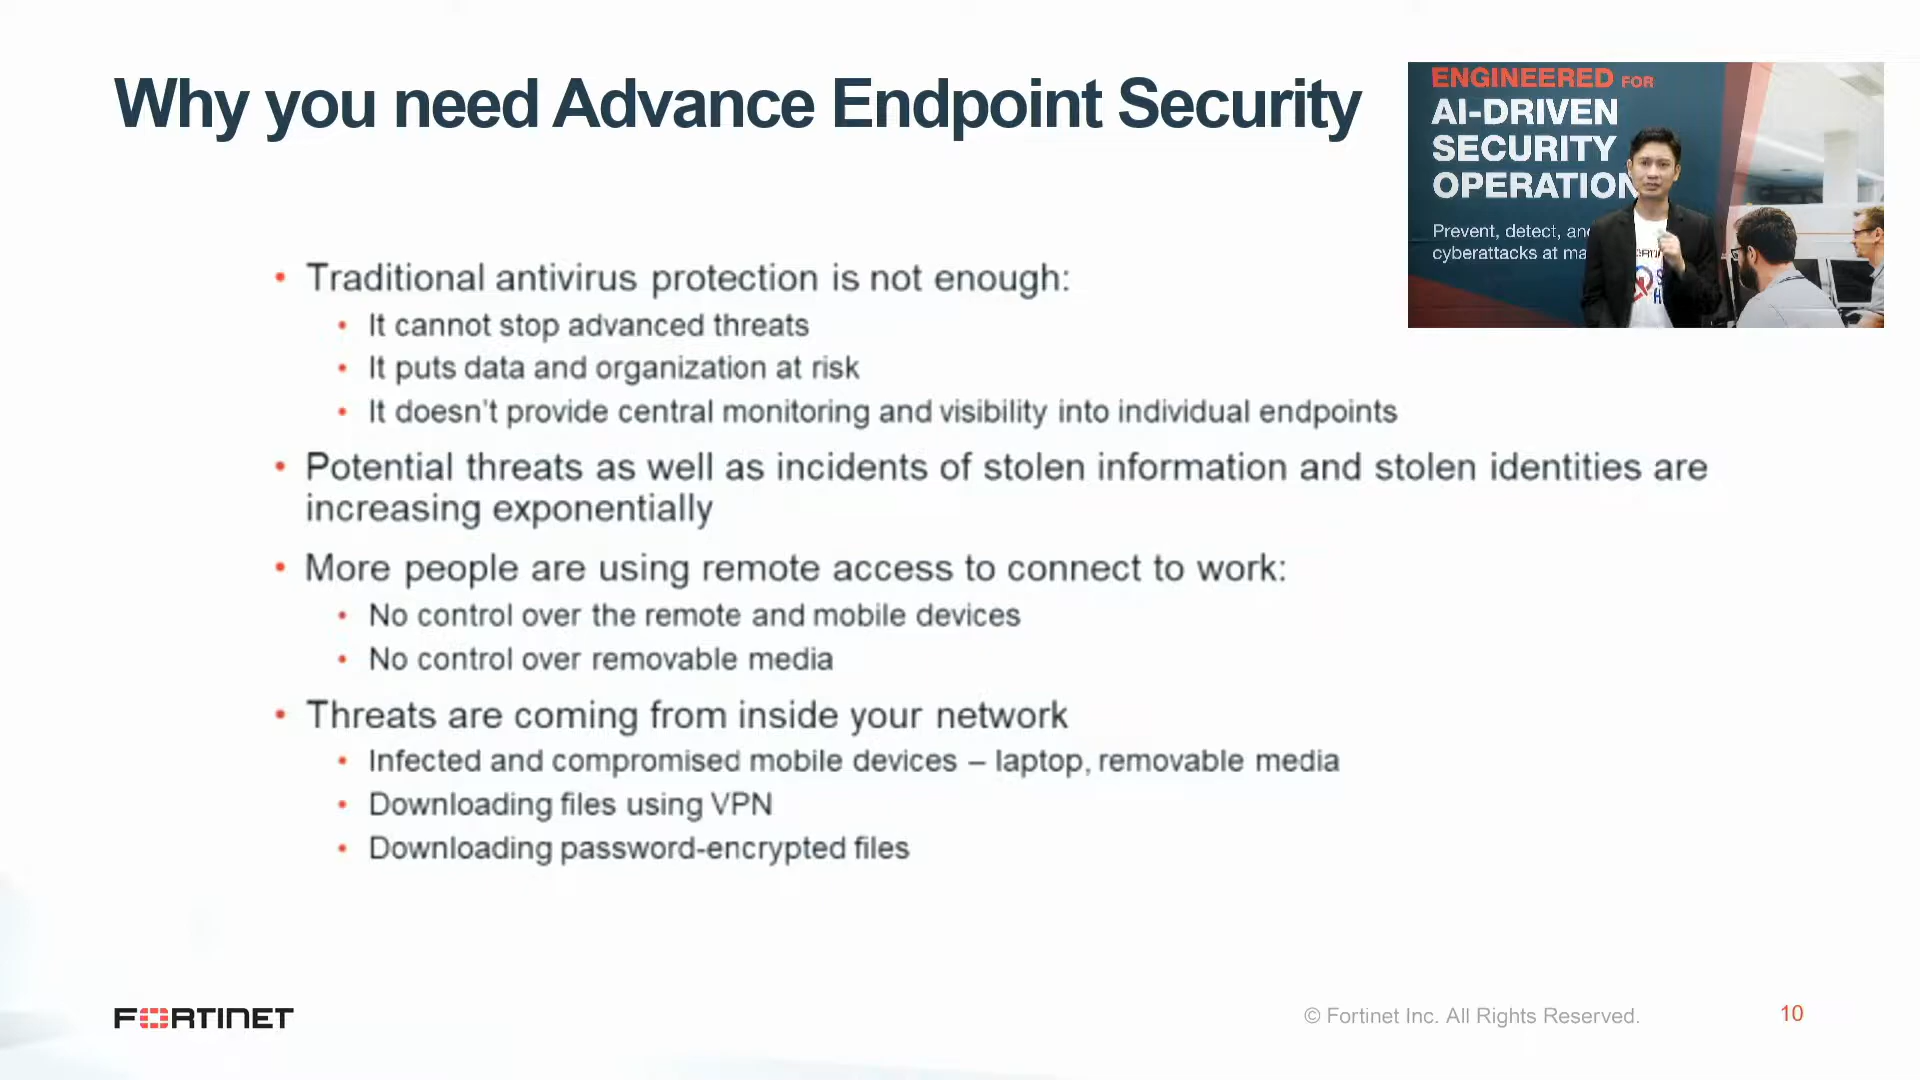 Why you need Advance Endpoint Security
ENGINEERED FOR
AI-DRIVEN
SECURITY
OPERATION
Prevent, detect, and
cyberattacks at ma
• Traditional antivirus protection is not enough:
• It cannot stop advanced threats
• It puts data and organization at risk
• It doesn't provide central monitoring and visibility into individual endpoints
• Potential threats as well as incidents of stolen information and stolen identities are
increasing exponentially
• More people are using remote access to connect to work:
• No control over the remote and mobile devices
• No control over removable media
• Threats are coming from inside your network
• Infected and compromised mobile devices – laptop, removable media
• Downloading files using VPN
• Downloading password-encrypted files
FORTINET
© Fortinet Inc. All Rights Reserved.
10